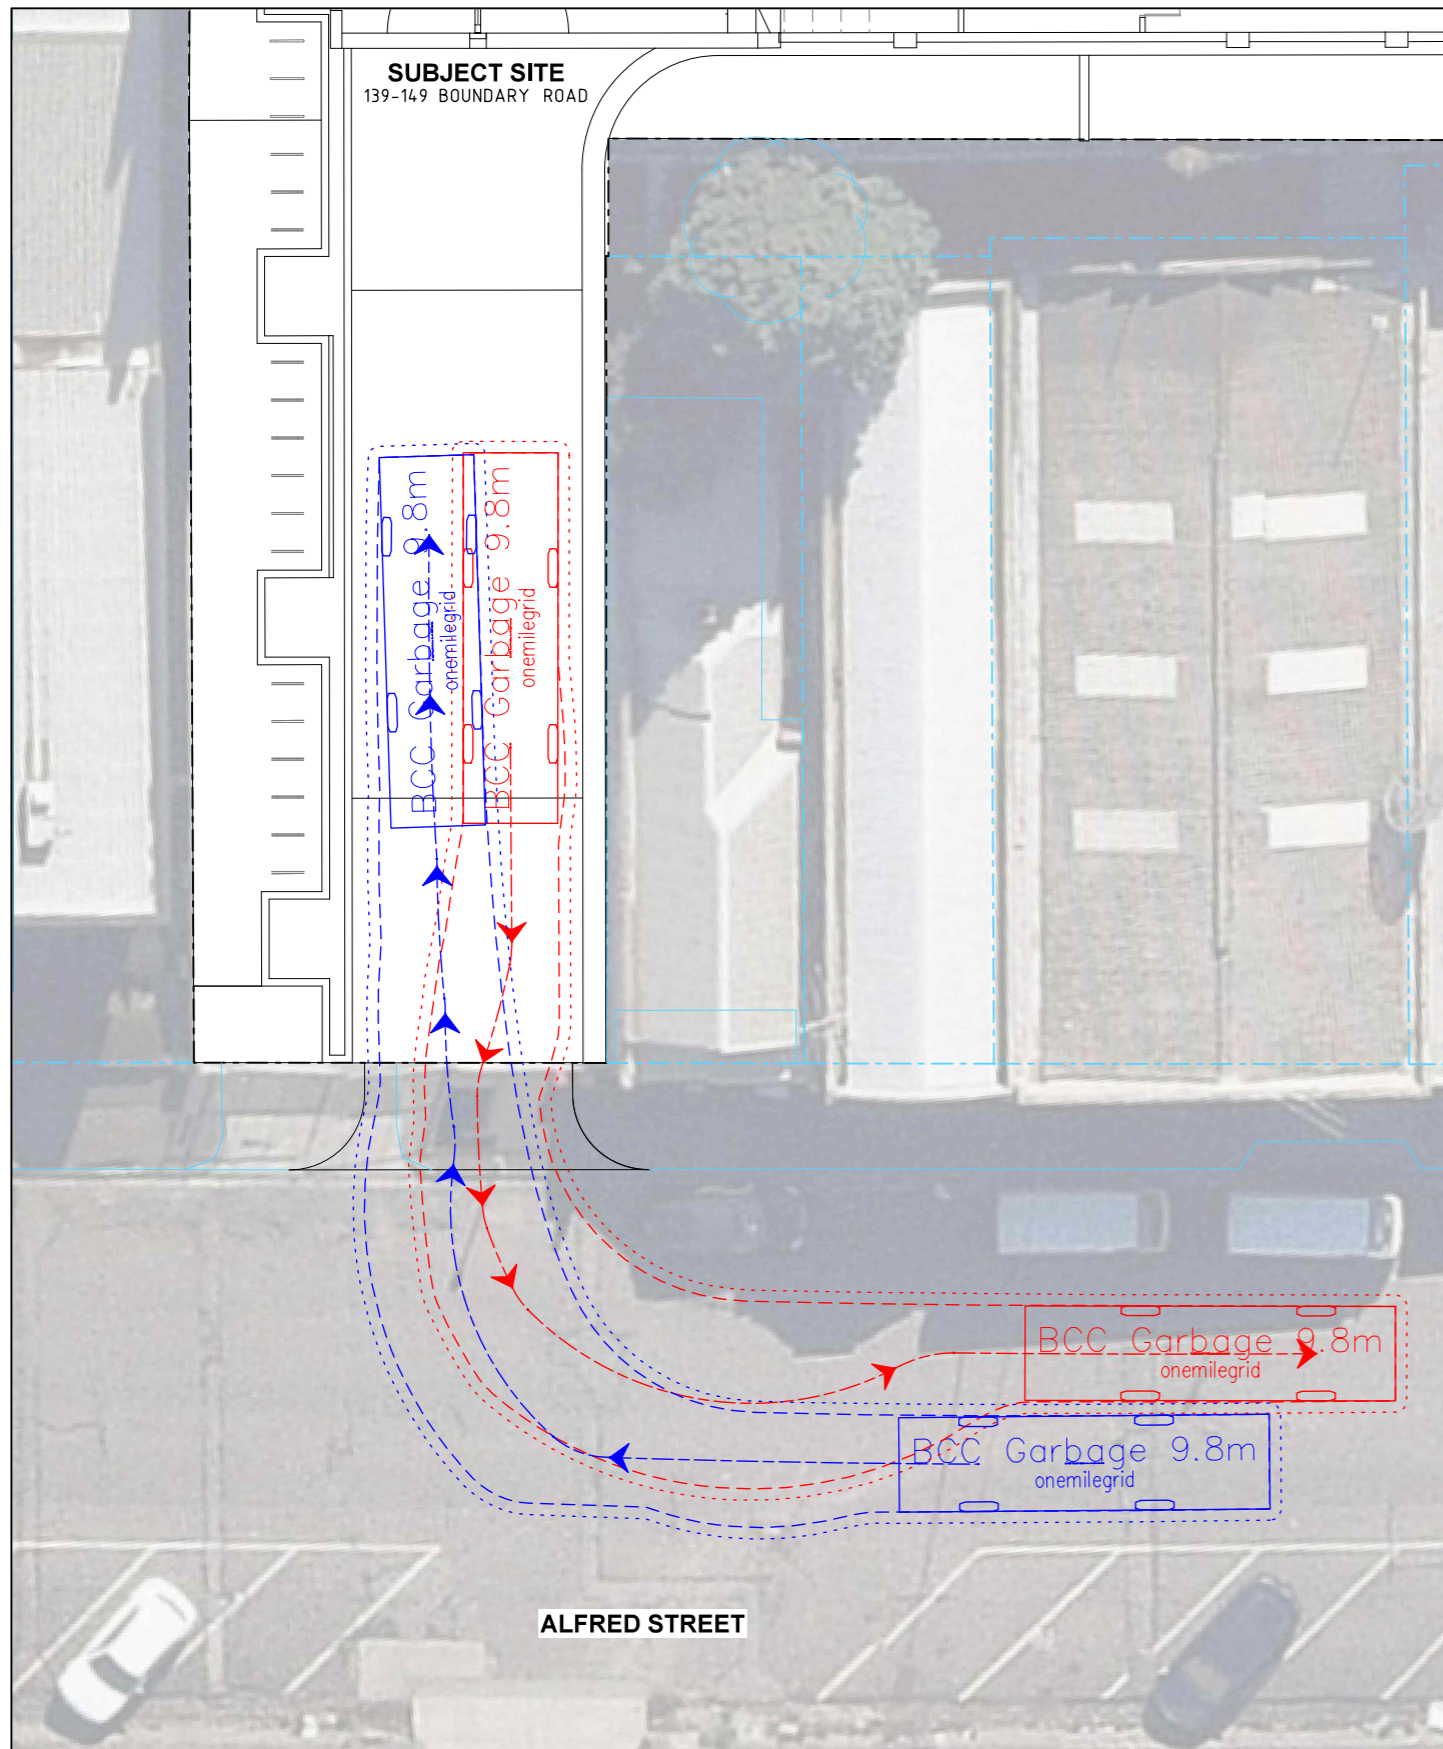 SUBJECT SITE
139-149 BOUNDARY ROAD
BCC Garbage 9.8m
onemilegrid
BCC Garbage 9.8m
onemilegrid
BCC Garbage 9.8m
onemilegrid
BCC Garbage 9.8m
onemilegrid
ALFRED STREET